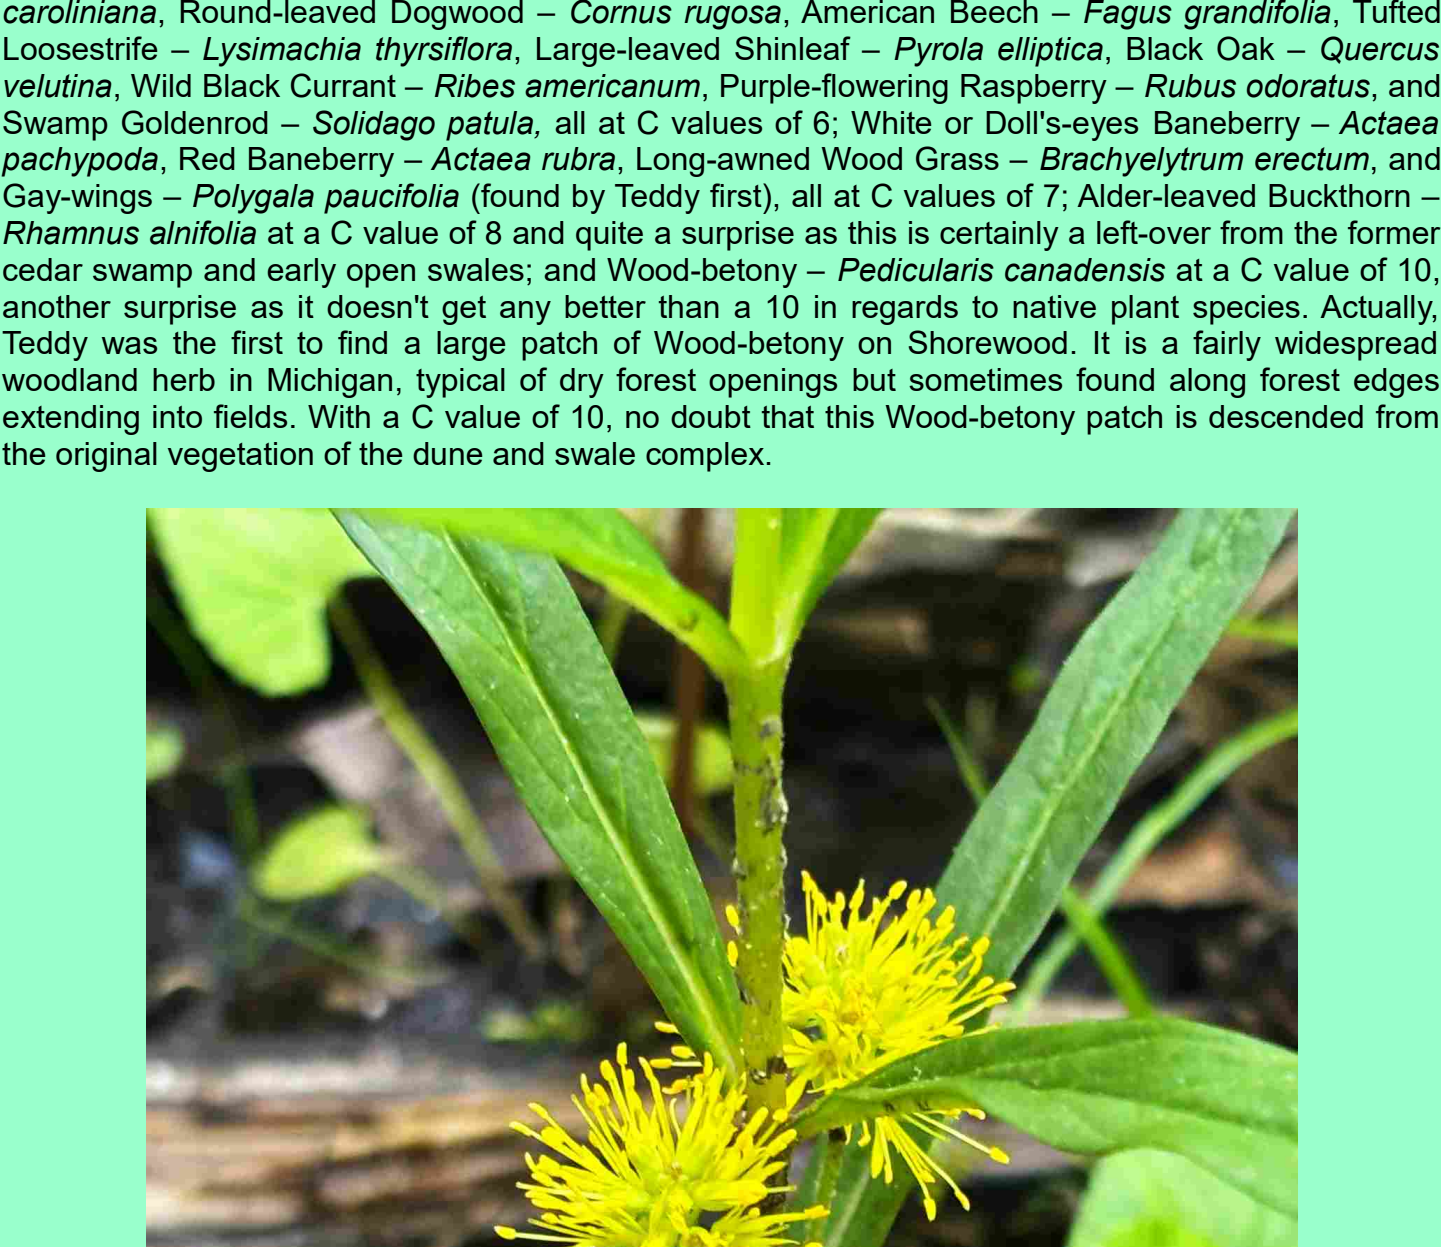 caroliniana, Round-leaved Dogwood – Cornus rugosa, American Beech – Fagus grandifolia, Tufted
Loosestrife – Lysimachia thyrsiflora, Large-leaved Shinleaf – Pyrola elliptica, Black Oak – Quercus
velutina, Wild Black Currant – Ribes americanum, Purple-flowering Raspberry – Rubus odoratus, and
Swamp Goldenrod – Solidago patula, all at C values of 6; White or Doll's-eyes Baneberry – Actaea
pachypoda, Red Baneberry – Actaea rubra, Long-awned Wood Grass – Brachyelytrum erectum, and
Gay-wings – Polygala paucifolia (found by Teddy first), all at C values of 7; Alder-leaved Buckthorn –
Rhamnus alnifolia at a C value of 8 and quite a surprise as this is certainly a left-over from the former
cedar swamp and early open swales; and Wood-betony – Pedicularis canadensis at a C value of 10,
another surprise as it doesn't get any better than a 10 in regards to native plant species. Actually,
Teddy was the first to find a large patch of Wood-betony on Shorewood. It is a fairly widespread
woodland herb in Michigan, typical of dry forest openings but sometimes found along forest edges
extending into fields. With a C value of 10, no doubt that this Wood-betony patch is descended from
the original vegetation of the dune and swale complex.